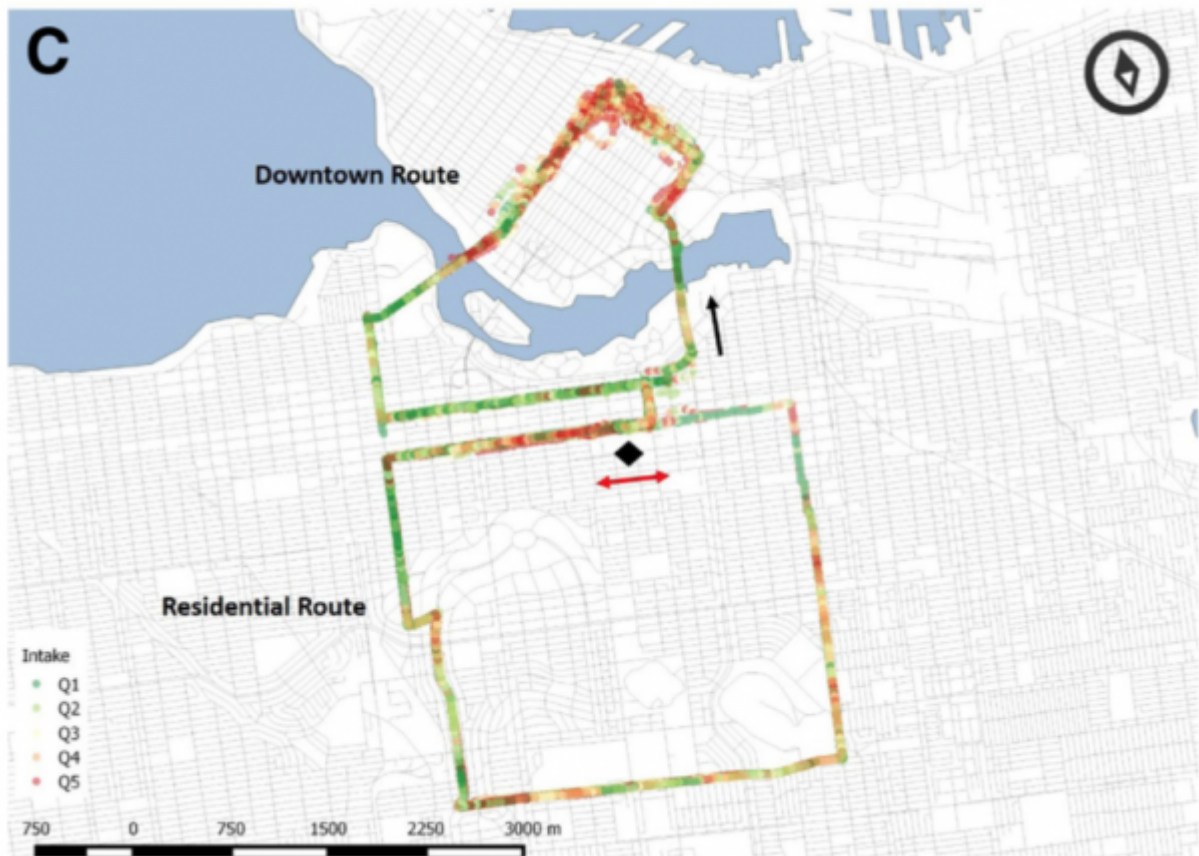 C
Downtown Route
Residential Route
Intake
Q1
Q2
Q3
Q4
Q5
750 0 750 1500 2250 3000 m